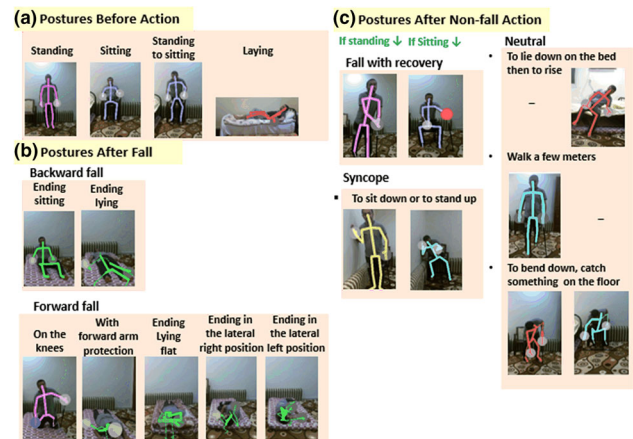 (a) Postures Before Action
Standing
Sitting
Standing
to sitting
Laying
(b) Postures After Fall
Backward fall
Ending
sitting
Ending
lying
Forward fall
On the
knees
With
forward arm
protection
Ending
Lying
flat
Ending in
the lateral
right position
Ending in
the lateral
left position
(c) Postures After Non-fall Action
If standing ↓ If Sitting ↓
Fall with recovery
Syncope
▪ To sit down or to stand up
Neutral
• To lie down on the bed
then to rise
–
• Walk a few meters
–
• To bend down, catch
something on the floor